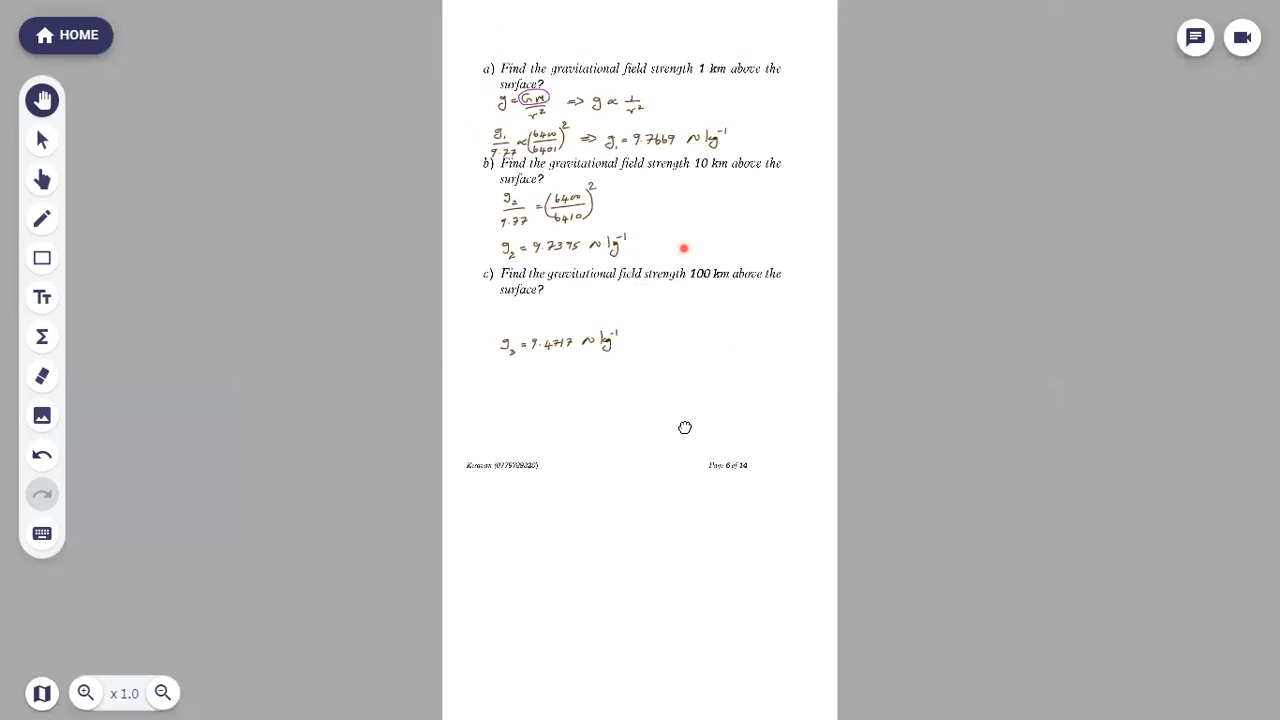 HOME
a) Find the gravitational field strength 1 km above the
surface?
g = GM/r² => g ∝ 1/r²
g₁/9.77 ∝ (6400/6401)² => g₁ = 9.7669 N kg⁻¹
b) Find the gravitational field strength 10 km above the
surface?
g₂/9.77 = (6400/6410)²
g₂ = 9.7395 N kg⁻¹
c) Find the gravitational field strength 100 km above the
surface?
g₃ = 9.4717 N kg⁻¹
Page 6 of 14
x 1.0